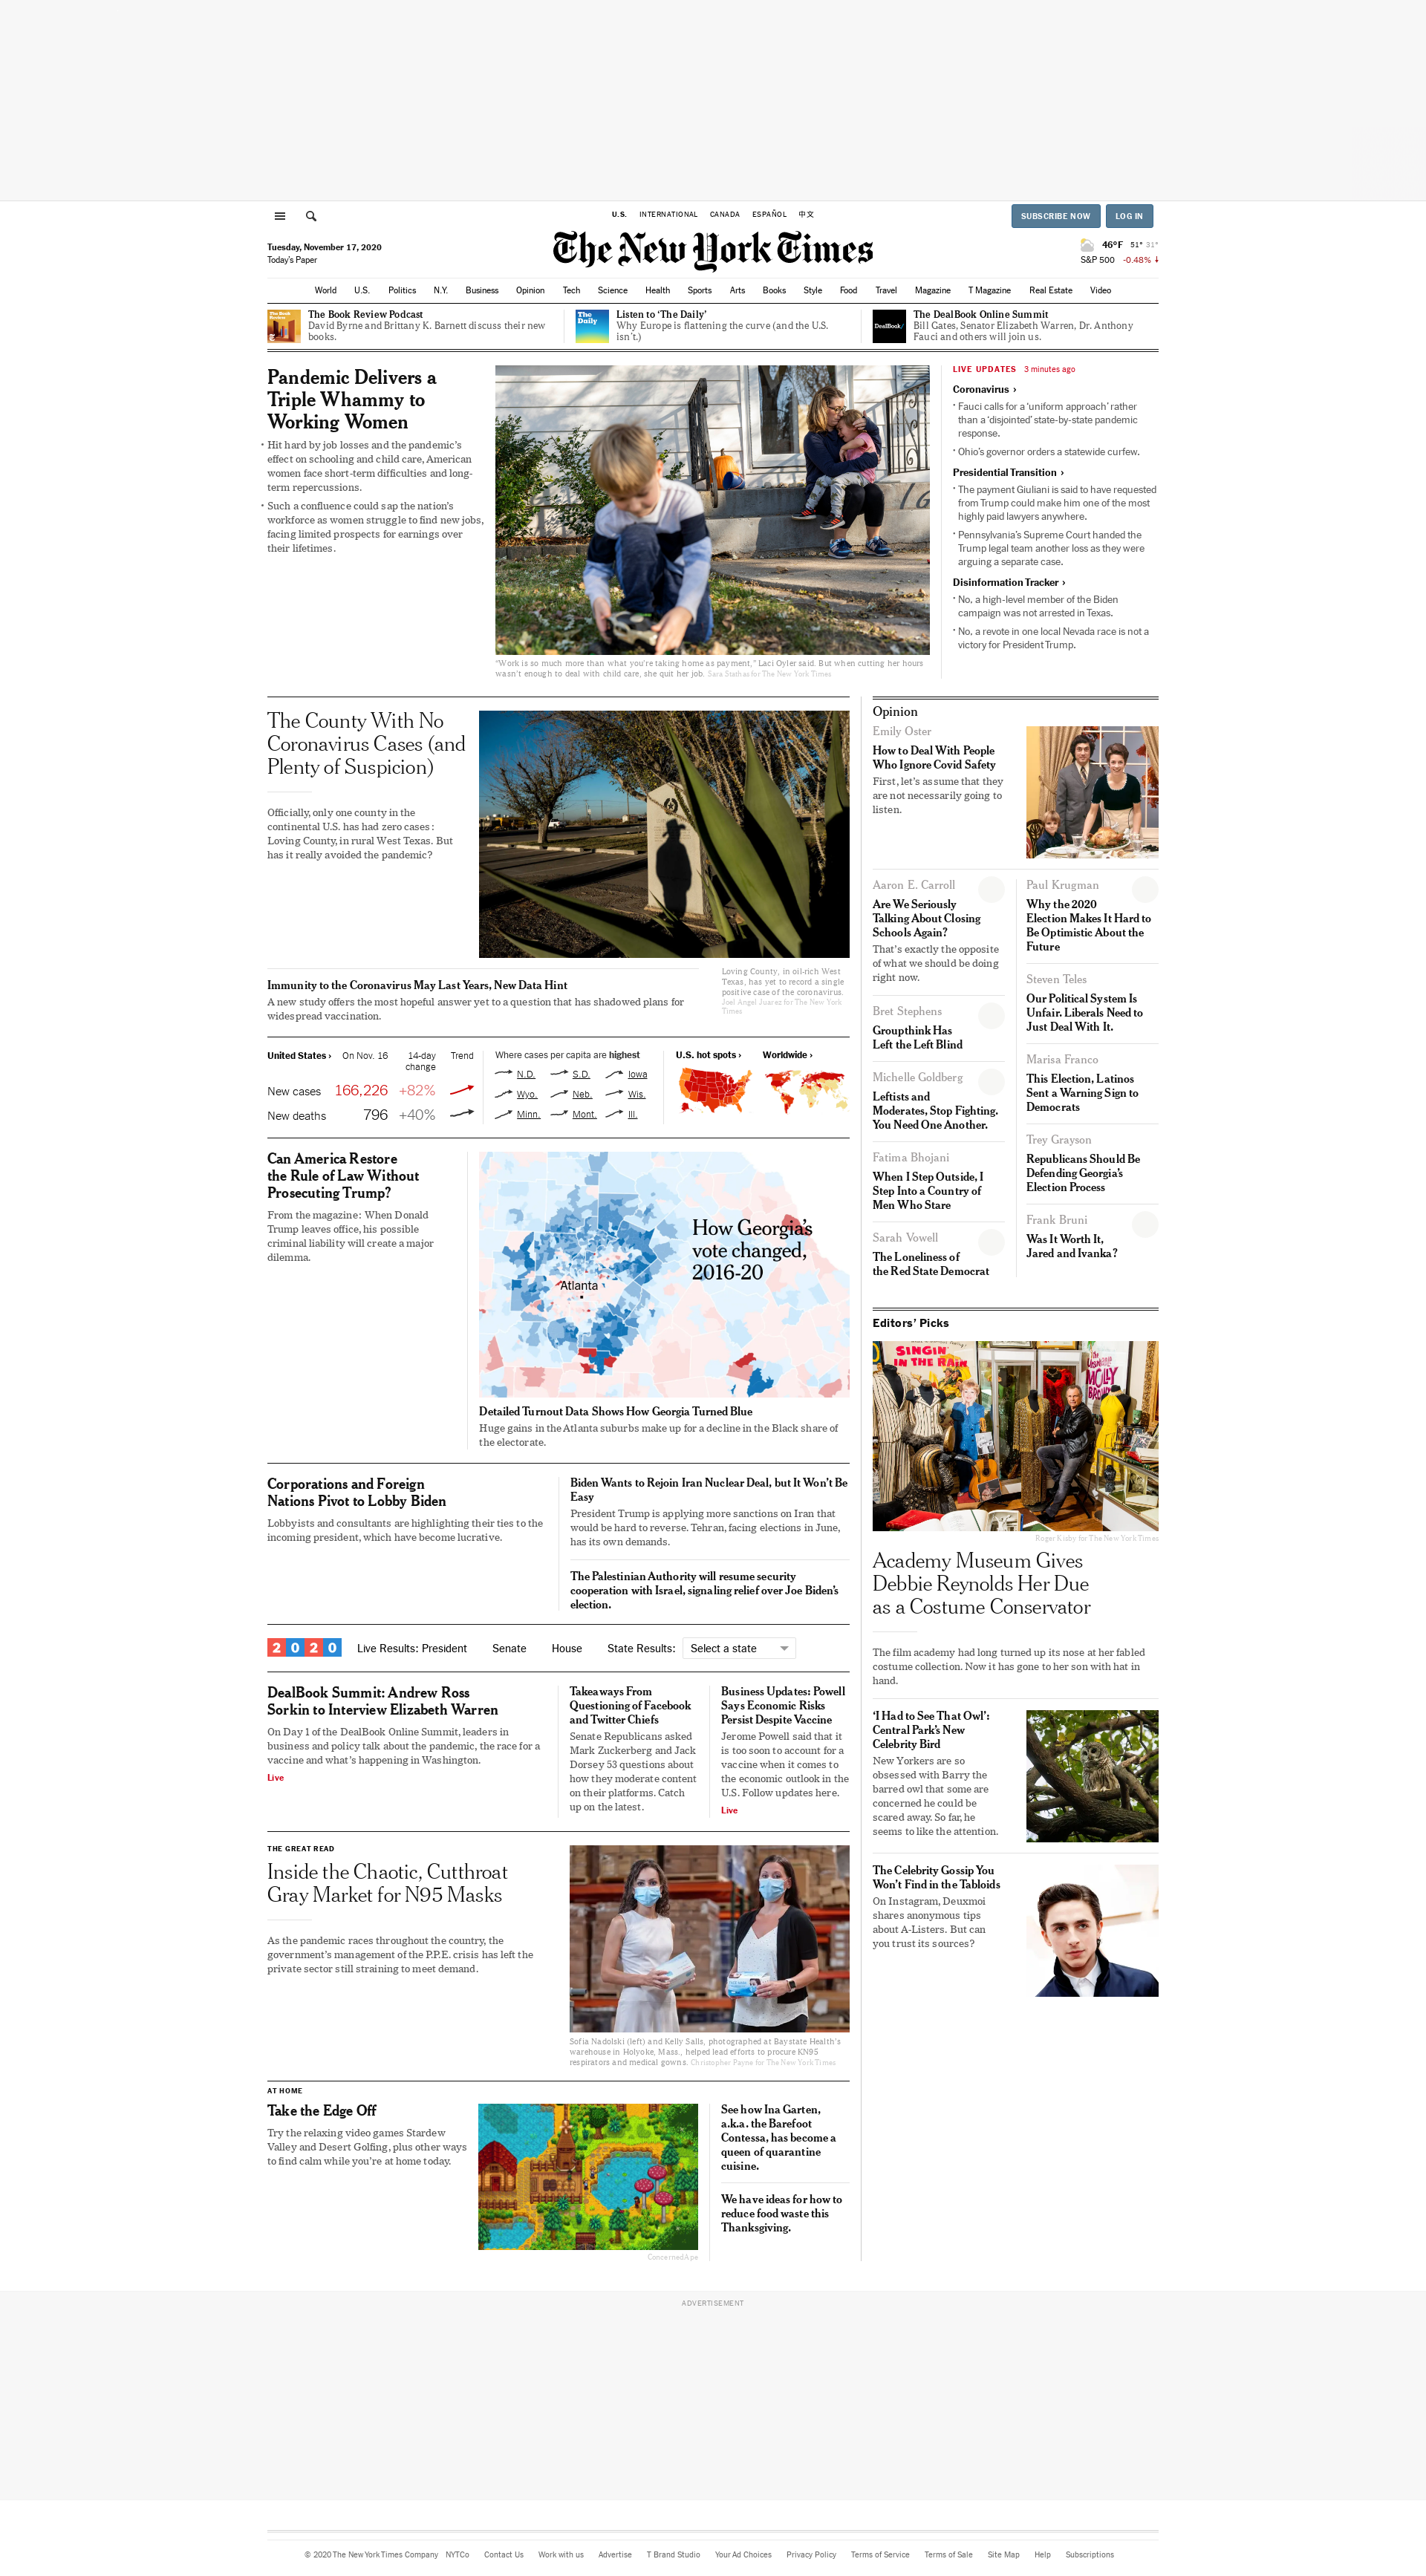 U.S. INTERNATIONAL CANADA ESPAÑOL 中文
SUBSCRIBE NOW LOG IN
Tuesday, November 17, 2020
Today's Paper
The New York Times
46°F 51° 31°
S&P 500 -0.48%
World U.S. Politics N.Y. Business Opinion Tech Science Health Sports Arts Books Style Food Travel Magazine T Magazine Real Estate Video
The Book Review
The Book Review Podcast
David Byrne and Brittany K. Barnett discuss their new
books.
The Daily
Listen to ‘The Daily’
Why Europe is flattening the curve (and the U.S.
isn’t.)
DealBook/
The DealBook Online Summit
Bill Gates, Senator Elizabeth Warren, Dr. Anthony
Fauci and others will join us.
Pandemic Delivers a
Triple Whammy to
Working Women
• Hit hard by job losses and the pandemic’s
effect on schooling and child care, American
women face short-term difficulties and long-
term repercussions.
• Such a confluence could sap the nation’s
workforce as women struggle to find new jobs,
facing limited prospects for earnings over
their lifetimes.
“Work is so much more than what you’re taking home as payment,” Laci Oyler said. But when cutting her hours
wasn’t enough to deal with child care, she quit her job. Sara Stathas for The New York Times
LIVE UPDATES 3 minutes ago
Coronavirus ›
• Fauci calls for a ‘uniform approach’ rather
than a ‘disjointed’ state-by-state pandemic
response.
• Ohio’s governor orders a statewide curfew.
Presidential Transition ›
• The payment Giuliani is said to have requested
from Trump could make him one of the most
highly paid lawyers anywhere.
• Pennsylvania’s Supreme Court handed the
Trump legal team another loss as they were
arguing a separate case.
Disinformation Tracker ›
• No, a high-level member of the Biden
campaign was not arrested in Texas.
• No, a revote in one local Nevada race is not a
victory for President Trump.
The County With No
Coronavirus Cases (and
Plenty of Suspicion)
Officially, only one county in the
continental U.S. has had zero cases:
Loving County, in rural West Texas. But
has it really avoided the pandemic?
Loving County, in oil-rich West
Texas, has yet to record a single
positive case of the coronavirus.
Joel Angel Juarez for The New York
Times
Immunity to the Coronavirus May Last Years, New Data Hint
A new study offers the most hopeful answer yet to a question that has shadowed plans for
widespread vaccination.
United States › On Nov. 16 14-day
change Trend
New cases 166,226 +82%
New deaths 796 +40%
Where cases per capita are highest
N.D. S.D. Iowa
Wyo. Neb. Wis.
Minn. Mont. Ill.
U.S. hot spots › Worldwide ›
Can America Restore
the Rule of Law Without
Prosecuting Trump?
From the magazine: When Donald
Trump leaves office, his possible
criminal liability will create a major
dilemma.
How Georgia’s
vote changed,
2016-20
Atlanta
Detailed Turnout Data Shows How Georgia Turned Blue
Huge gains in the Atlanta suburbs make up for a decline in the Black share of
the electorate.
Corporations and Foreign
Nations Pivot to Lobby Biden
Lobbyists and consultants are highlighting their ties to the
incoming president, which have become lucrative.
Biden Wants to Rejoin Iran Nuclear Deal, but It Won’t Be
Easy
President Trump is applying more sanctions on Iran that
would be hard to reverse. Tehran, facing elections in June,
has its own demands.
The Palestinian Authority will resume security
cooperation with Israel, signaling relief over Joe Biden’s
election.
2020 Live Results: President Senate House State Results: Select a state
DealBook Summit: Andrew Ross
Sorkin to Interview Elizabeth Warren
On Day 1 of the DealBook Online Summit, leaders in
business and policy talk about the pandemic, the race for a
vaccine and what’s happening in Washington.
Live
Takeaways From
Questioning of Facebook
and Twitter Chiefs
Senate Republicans asked
Mark Zuckerberg and Jack
Dorsey 53 questions about
how they moderate content
on their platforms. Catch
up on the latest.
Business Updates: Powell
Says Economic Risks
Persist Despite Vaccine
Jerome Powell said that it
is too soon to account for a
vaccine when it comes to
the economic outlook in the
U.S. Follow updates here.
Live
THE GREAT READ
Inside the Chaotic, Cutthroat
Gray Market for N95 Masks
As the pandemic races throughout the country, the
government’s management of the P.P.E. crisis has left the
private sector still straining to meet demand.
Sofia Nadolski (left) and Kelly Salls, photographed at Baystate Health’s
warehouse in Holyoke, Mass., helped lead efforts to procure KN95
respirators and medical gowns. Christopher Payne for The New York Times
AT HOME
Take the Edge Off
Try the relaxing video games Stardew
Valley and Desert Golfing, plus other ways
to find calm while you’re at home today.
ConcernedApe
See how Ina Garten,
a.k.a. the Barefoot
Contessa, has become a
queen of quarantine
cuisine.
We have ideas for how to
reduce food waste this
Thanksgiving.
Opinion
Emily Oster
How to Deal With People
Who Ignore Covid Safety
First, let’s assume that they
are not necessarily going to
listen.
Aaron E. Carroll
Are We Seriously
Talking About Closing
Schools Again?
That’s exactly the opposite
of what we should be doing
right now.
Bret Stephens
Groupthink Has
Left the Left Blind
Michelle Goldberg
Leftists and
Moderates, Stop Fighting.
You Need One Another.
Fatima Bhojani
When I Step Outside, I
Step Into a Country of
Men Who Stare
Sarah Vowell
The Loneliness of
the Red State Democrat
Paul Krugman
Why the 2020
Election Makes It Hard to
Be Optimistic About the
Future
Steven Teles
Our Political System Is
Unfair. Liberals Need to
Just Deal With It.
Marisa Franco
This Election, Latinos
Sent a Warning Sign to
Democrats
Trey Grayson
Republicans Should Be
Defending Georgia’s
Election Process
Frank Bruni
Was It Worth It,
Jared and Ivanka?
Editors’ Picks
SINGIN’
IN THE RAIN
MOLLY
BROWN
Roger Kisby for The New York Times
Academy Museum Gives
Debbie Reynolds Her Due
as a Costume Conservator
The film academy had long turned up its nose at her fabled
costume collection. Now it has gone to her son with hat in
hand.
‘I Had to See That Owl’:
Central Park’s New
Celebrity Bird
New Yorkers are so
obsessed with Barry the
barred owl that some are
concerned he could be
scared away. So far, he
seems to like the attention.
The Celebrity Gossip You
Won’t Find in the Tabloids
On Instagram, Deuxmoi
shares anonymous tips
about A-Listers. But can
you trust its sources?
ADVERTISEMENT
© 2020 The New York Times Company NYTCo Contact Us Work with us Advertise T Brand Studio Your Ad Choices Privacy Policy Terms of Service Terms of Sale Site Map Help Subscriptions